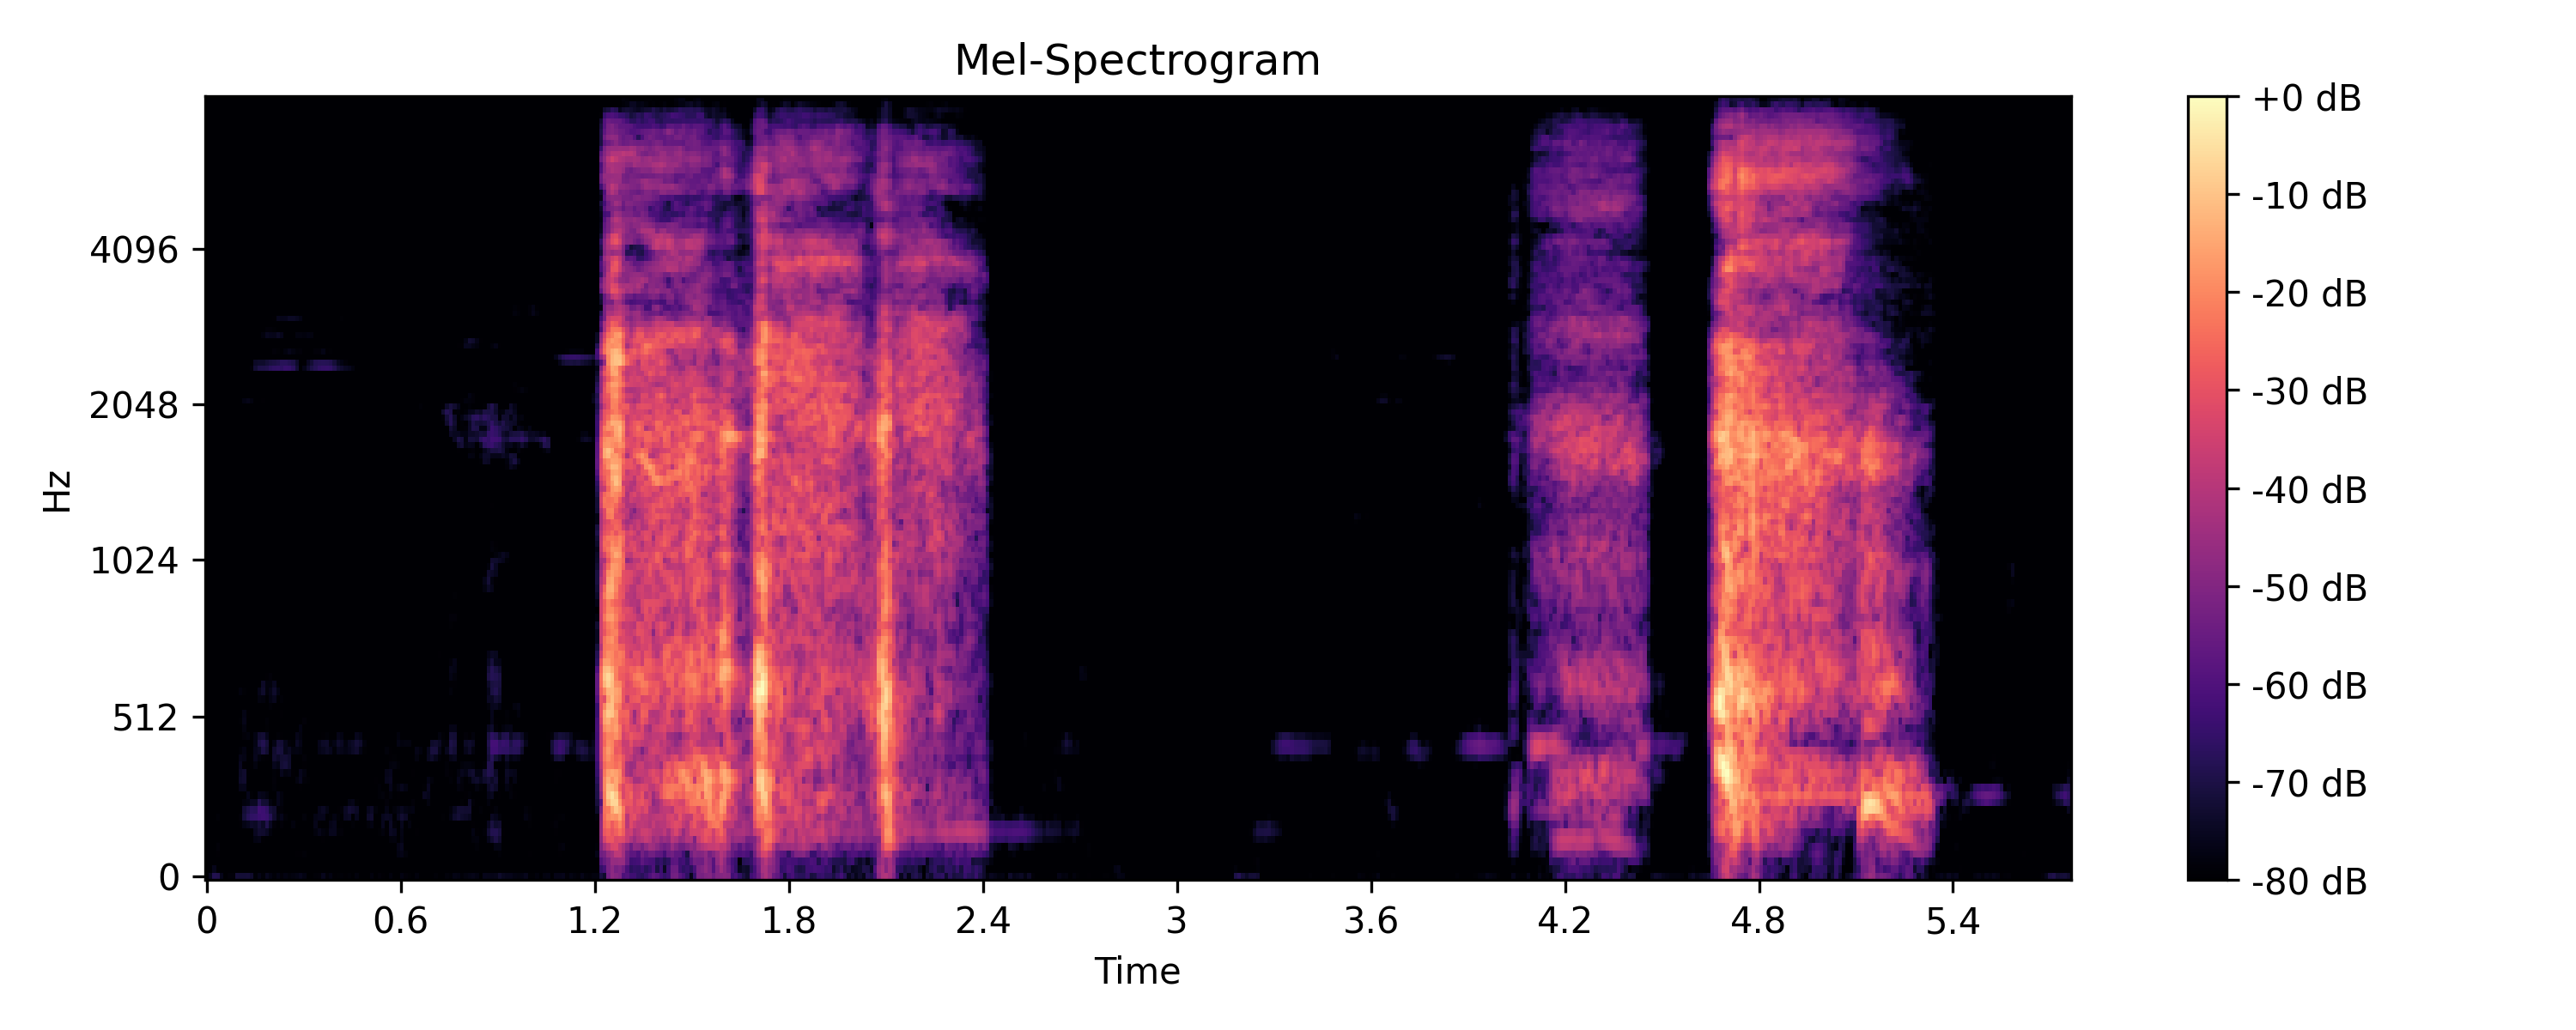 Mel-Spectrogram
+0 dB
-10 dB
-20 dB
-30 dB
-40 dB
-50 dB
-60 dB
-70 dB
-80 dB
Hz
4096
2048
1024
512
0
0 0.6 1.2 1.8 2.4 3 3.6 4.2 4.8 5.4
Time